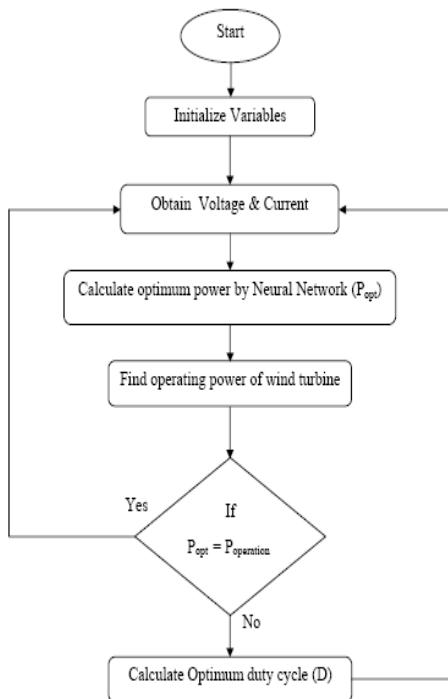 Start
Initialize Variables
Obtain Voltage & Current
Calculate optimum power by Neural Network (Popt)
Find operating power of wind turbine
Yes
If
Popt = Poperation
No
Calculate Optimum duty cycle (D)